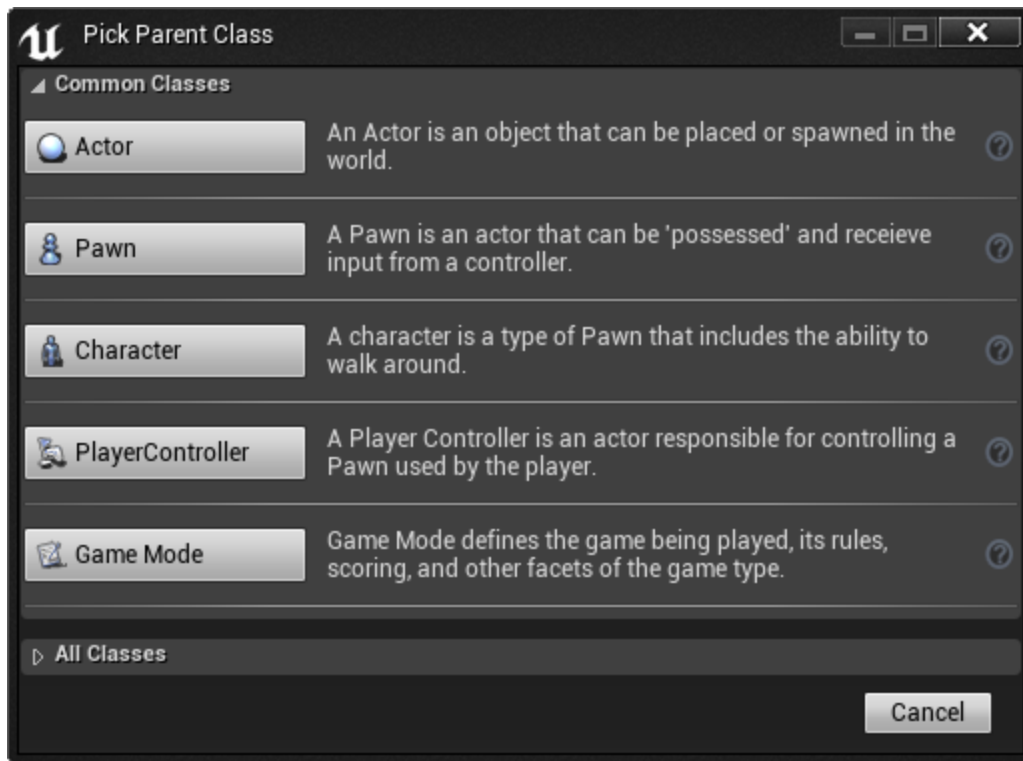 Pick Parent Class
Common Classes
Actor
An Actor is an object that can be placed or spawned in the
world.
Pawn
A Pawn is an actor that can be 'possessed' and receieve
input from a controller.
Character
A character is a type of Pawn that includes the ability to
walk around.
PlayerController
A Player Controller is an actor responsible for controlling a
Pawn used by the player.
Game Mode
Game Mode defines the game being played, its rules,
scoring, and other facets of the game type.
All Classes
Cancel